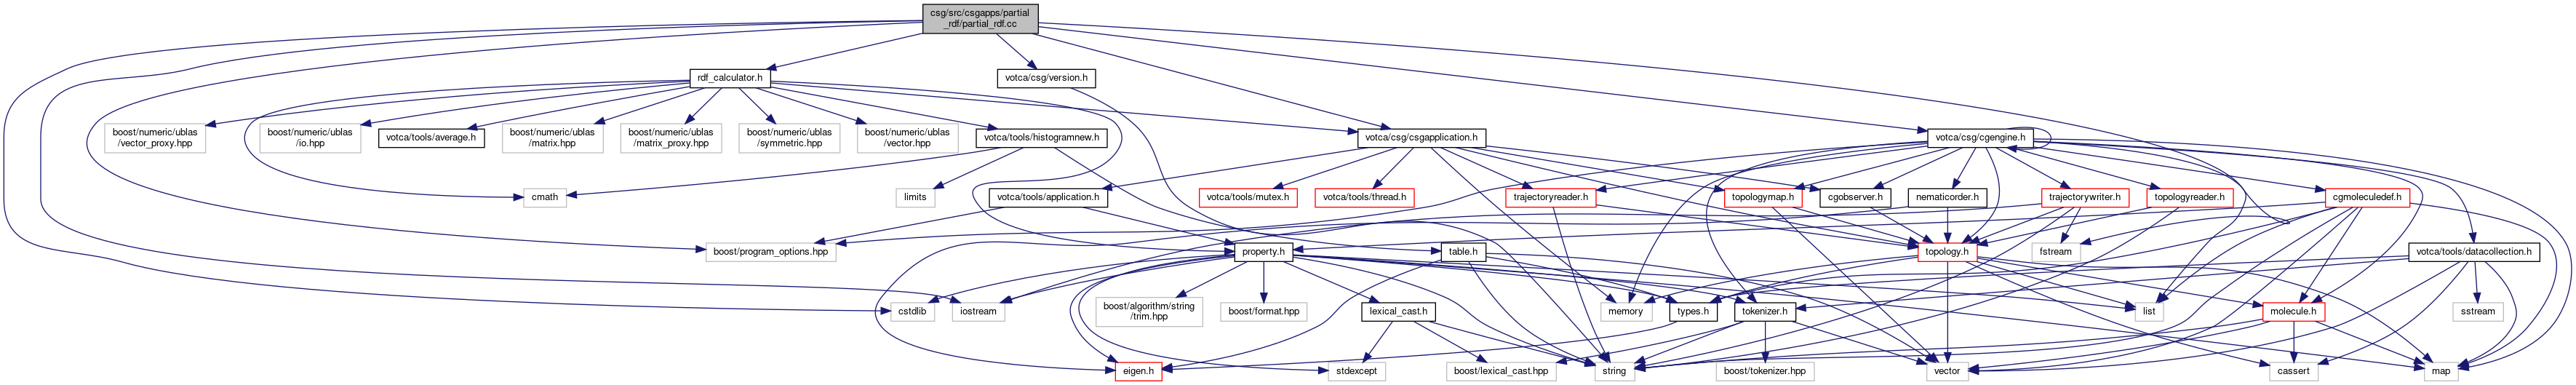 csg/src/csgapps/partial
_rdf/partial_rdf.cc
rdf_calculator.h
votca/csg/version.h
boost/numeric/ublas
/vector_proxy.hpp
boost/numeric/ublas
/io.hpp
votca/tools/average.h
boost/numeric/ublas
/matrix.hpp
boost/numeric/ublas
/matrix_proxy.hpp
boost/numeric/ublas
/symmetric.hpp
boost/numeric/ublas
/vector.hpp
votca/tools/histogramnew.h
votca/csg/csgapplication.h
votca/csg/cgengine.h
cmath
limits
votca/tools/application.h
votca/tools/mutex.h
votca/tools/thread.h
trajectoryreader.h
topologymap.h
cgobserver.h
nematicorder.h
trajectorywriter.h
topologyreader.h
cgmoleculedef.h
boost/program_options.hpp
property.h
table.h
topology.h
fstream
votca/tools/datacollection.h
cstdlib
iostream
boost/algorithm/string
/trim.hpp
boost/format.hpp
lexical_cast.h
memory
types.h
tokenizer.h
list
molecule.h
sstream
eigen.h
stdexcept
boost/lexical_cast.hpp
string
boost/tokenizer.hpp
vector
cassert
map